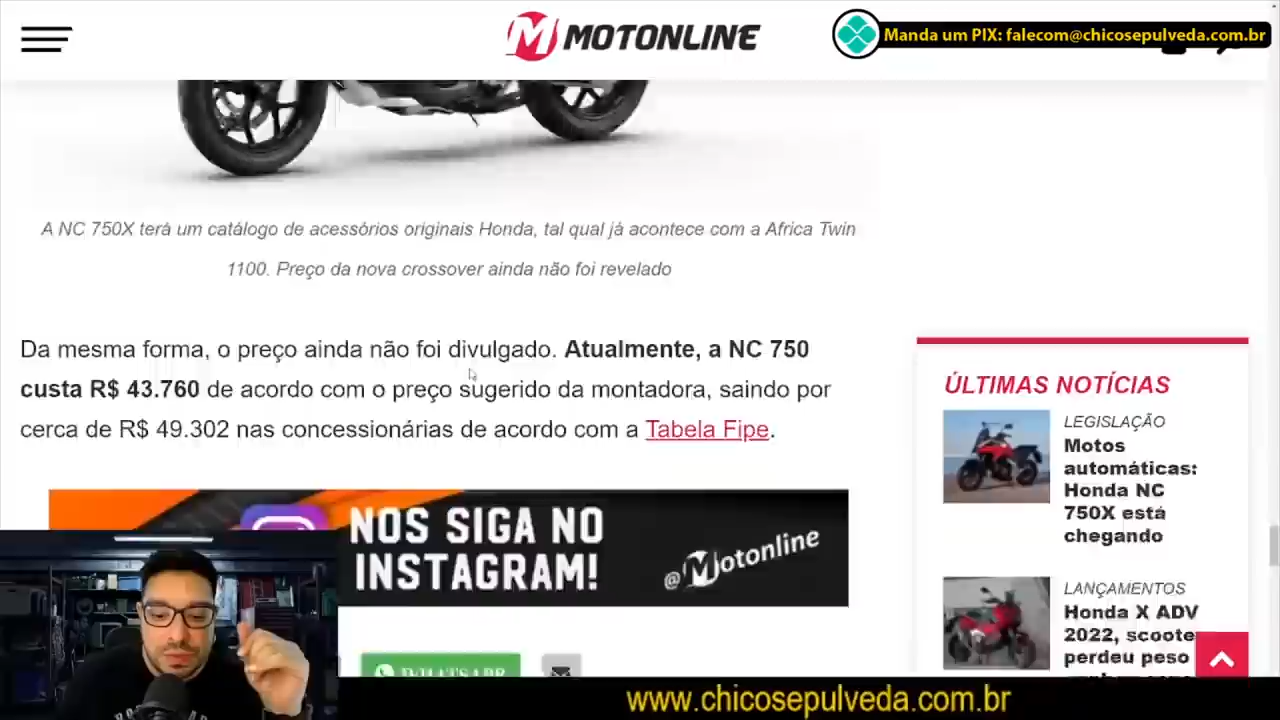 MOTONLINE
Manda um PIX: falecom@chicosepulveda.com.br
A NC 750X terá um catálogo de acessórios originais Honda, tal qual já acontece com a Africa Twin
1100. Preço da nova crossover ainda não foi revelado
Da mesma forma, o preço ainda não foi divulgado. Atualmente, a NC 750
custa R$ 43.760 de acordo com o preço sugerido da montadora, saindo por
cerca de R$ 49.302 nas concessionárias de acordo com a Tabela Fipe.
NOS SIGA NO
INSTAGRAM!
@Motonline
ÚLTIMAS NOTÍCIAS
LEGISLAÇÃO
Motos
automáticas:
Honda NC
750X está
chegando
LANÇAMENTOS
Honda X ADV
2022, scoote
perdeu peso
www.chicosepulveda.com.br